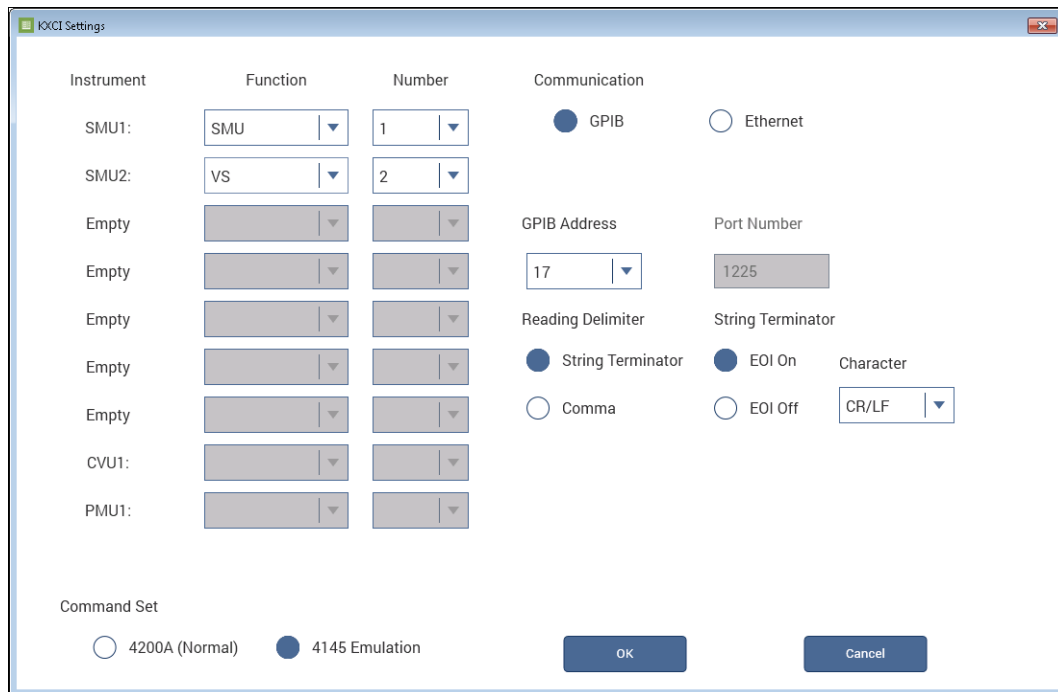 KXCI Settings
Instrument Function Number Communication
SMU1: SMU 1 GPIB Ethernet
SMU2: VS 2
Empty GPIB Address Port Number
Empty 17 1225
Empty Reading Delimiter String Terminator
Empty String Terminator EOI On Character
Empty Comma EOI Off CR/LF
CVU1:
PMU1:
Command Set
4200A (Normal) 4145 Emulation OK Cancel